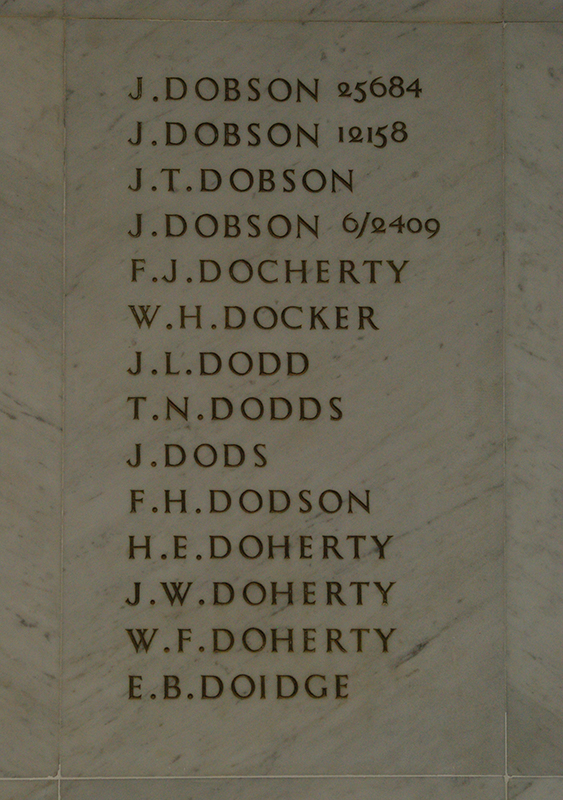 J.DOBSON 25684
J.DOBSON 12158
J.T.DOBSON
J.DOBSON 6/2409
F.J.DOCHERTY
W.H.DOCKER
J.L.DODD
T.N.DODDS
J.DODS
F.H.DODSON
H.E.DOHERTY
J.W.DOHERTY
W.F.DOHERTY
E.B.DOIDGE